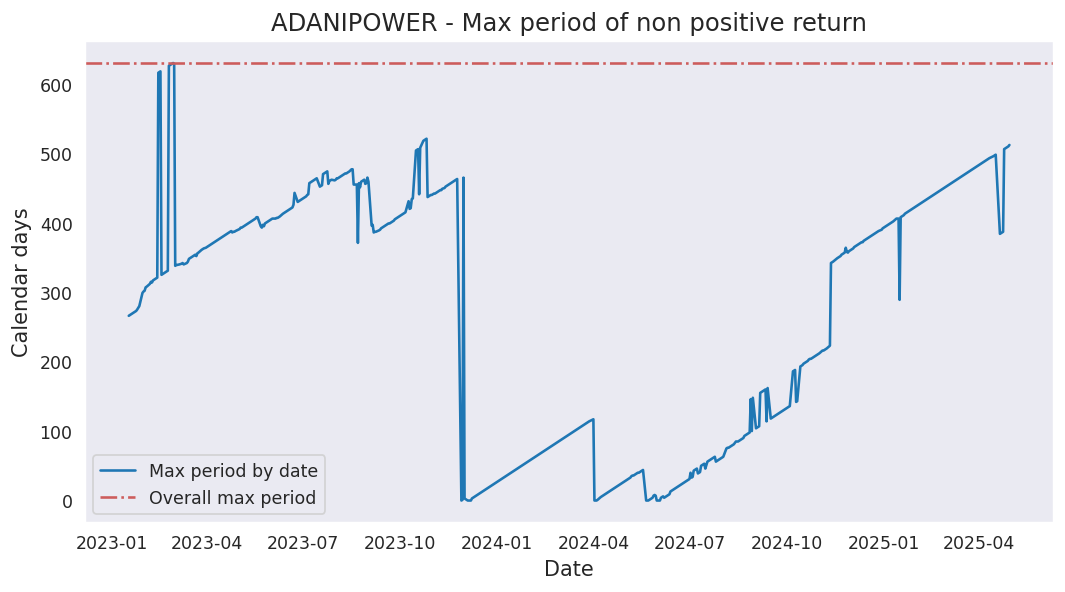 ADANIPOWER - Max period of non positive return
Calendar days
600
500
400
300
200
100
0
Max period by date
Overall max period
2023-01 2023-04 2023-07 2023-10 2024-01 2024-04 2024-07 2024-10 2025-01 2025-04
Date